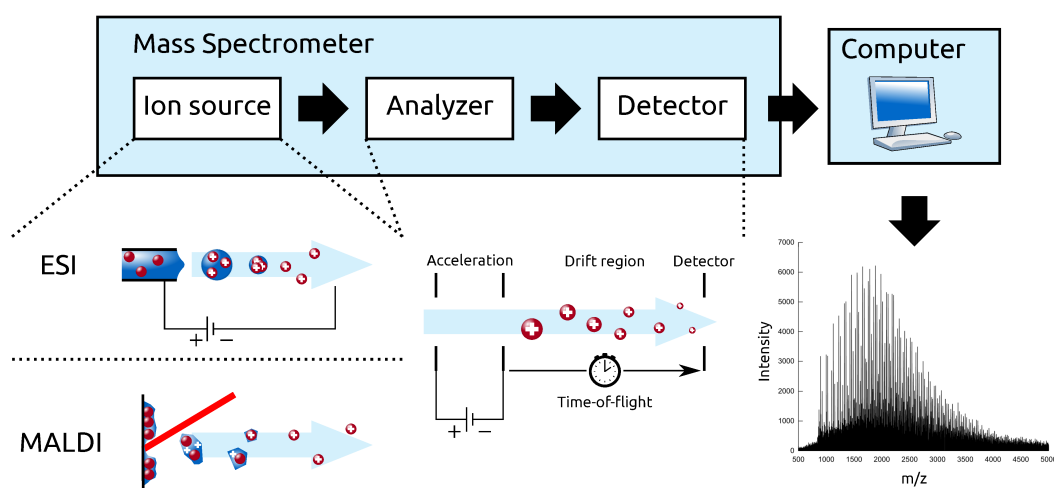 Mass Spectrometer
Computer
Ion source
Analyzer
Detector
ESI
+ −
MALDI
Acceleration
Drift region
Detector
Time-of-flight
+ −
7000
6000
5000
4000
3000
2000
1000
0
Intensity
500 1000 1500 2000 2500 3000 3500 4000 4500 5000
m/z